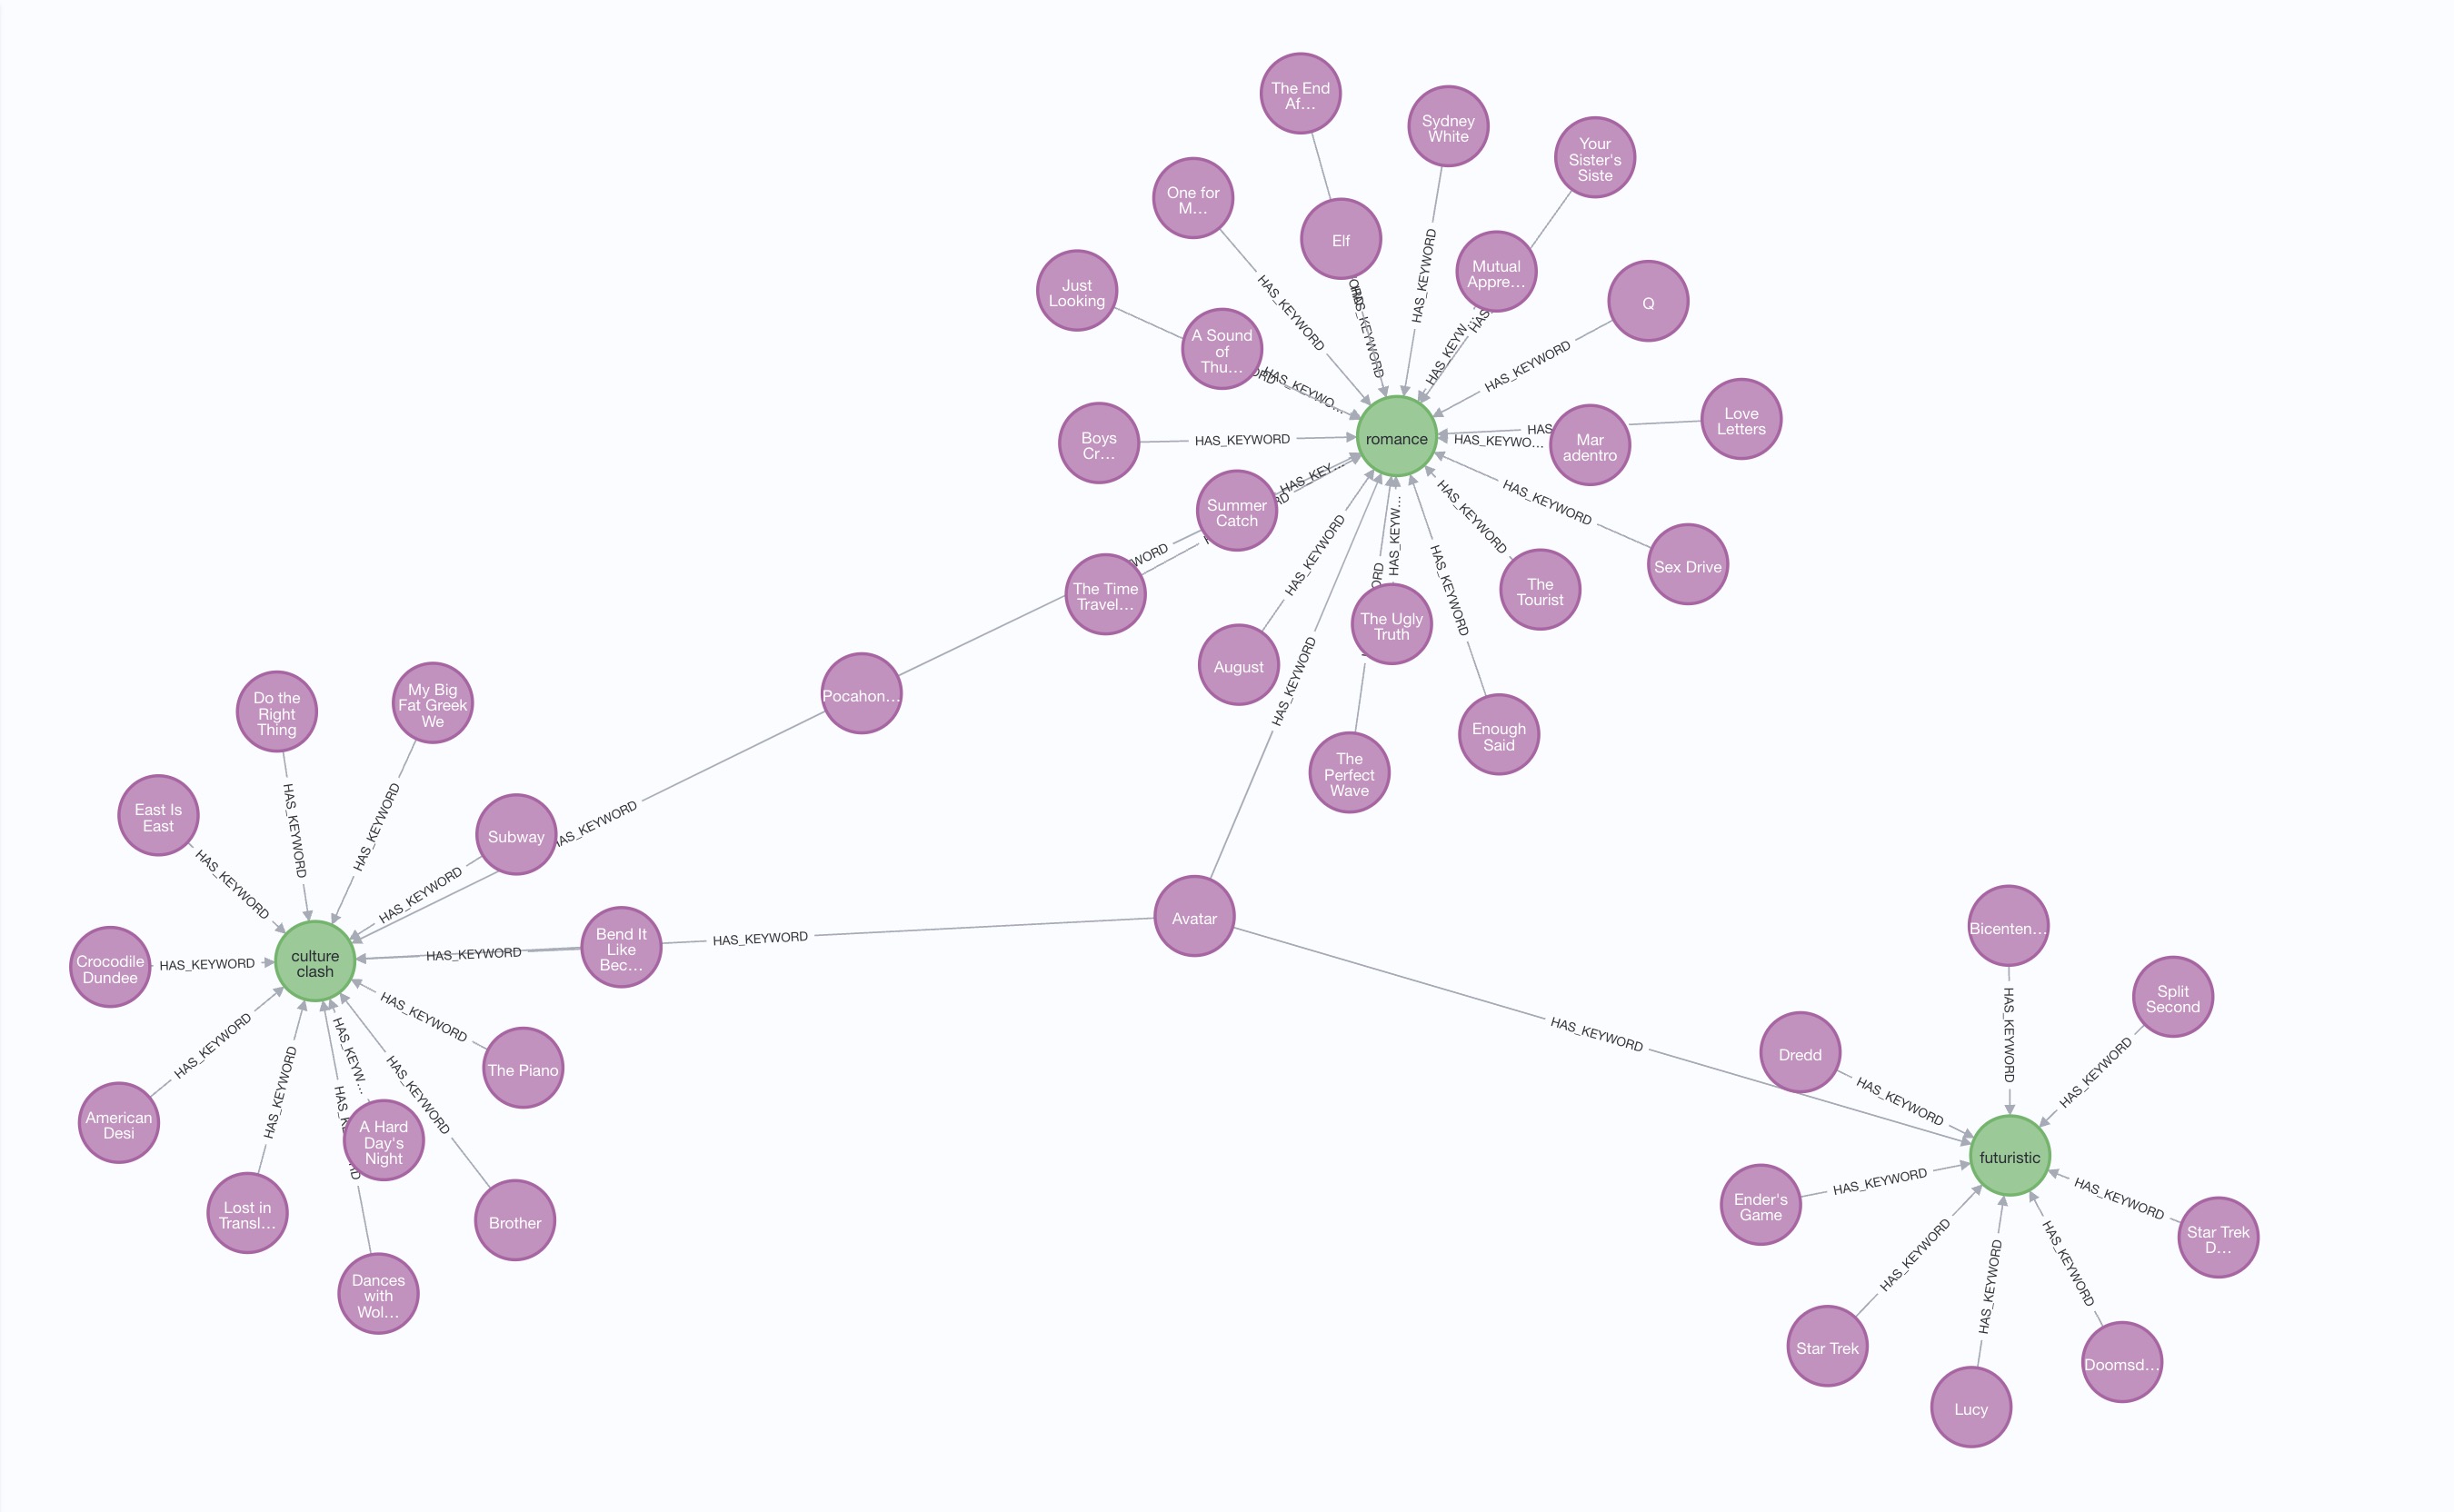 The End
Af…
Sydney
White
Your
Sister's
Siste
One for
M…
Elf
HAS_KEYWORD
Mutual
Appre…
Just
Looking
HAS_KEYWORD
HAS_KEYWORD
Q
A Sound
of
Thu…
HAS_KEYW…
HAS_KEYWORD
HAS_KEYWO…
Boys
Cr…
HAS_KEYWORD
romance
HAS
HAS_KEYWO…
Mar
adentro
Love
Letters
Summer
Catch
HAS_KEY…
HAS_KEYW…
HAS_KEYWORD
HAS_KEYWORD
Sex Drive
The Time
Travel…
WORD
HAS_KEYWORD
HAS_KEYWORD
The
Tourist
August
The Ugly
Truth
HAS_KEYWORD
Pocahon…
Enough
Said
The
Perfect
Wave
Do the
Right
Thing
My Big
Fat Greek
We
East Is
East
HAS_KEYWORD
HAS_KEYWORD
Subway
HAS_KEYWORD
HAS_KEYWORD
HAS_KEYWORD
Avatar
Crocodile
Dundee
HAS_KEYWORD
culture
clash
HAS_KEYWORD
Bend It
Like
Bec…
HAS_KEYWORD
HAS_KEYWORD
American
Desi
HAS_KEYWORD
HAS_KEYWORD
HAS_KEYW…
HAS_KEYWORD
HAS_KEYWORD
The Piano
A Hard
Day's
Night
Lost in
Transl…
Brother
Dances
with
Wol…
Bicenten…
Split
Second
Dredd
HAS_KEYWORD
HAS_KEYWORD
HAS_KEYWORD
futuristic
Ender's
Game
HAS_KEYWORD
HAS_KEYWORD
Star Trek
D…
HAS_KEYWORD
HAS_KEYWORD
HAS_KEYWORD
Star Trek
Lucy
Doomsd…